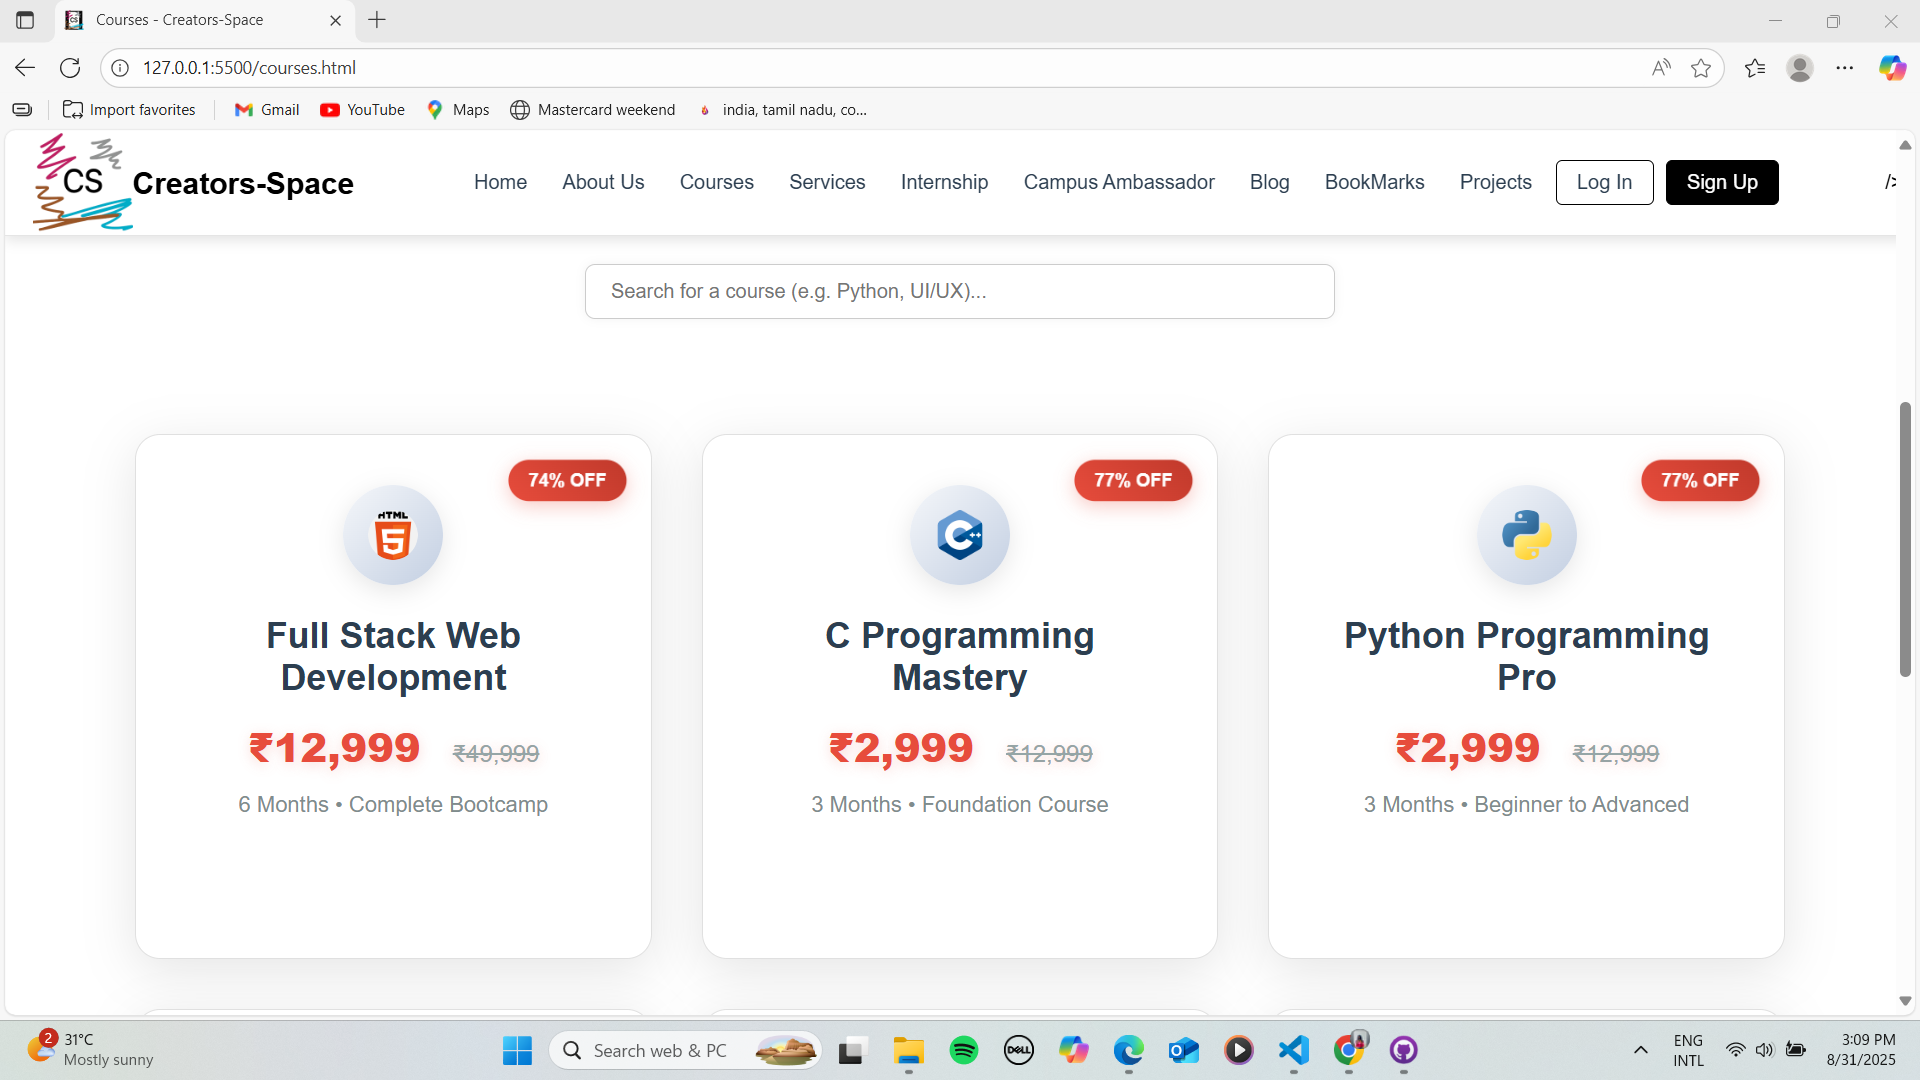 Courses - Creators-Space
127.0.0.1:5500/courses.html
Import favorites
Gmail
YouTube
Maps
Mastercard weekend
india, tamil nadu, co...
CS
Creators-Space
Home
About Us
Courses
Services
Internship
Campus Ambassador
Blog
BookMarks
Projects
Log In
Sign Up
/>
Search for a course (e.g. Python, UI/UX)...
74% OFF
HTML
5
Full Stack Web
Development
₹12,999 ₹49,999
6 Months • Complete Bootcamp
77% OFF
C++
C Programming
Mastery
₹2,999 ₹12,999
3 Months • Foundation Course
77% OFF
Python Programming
Pro
₹2,999 ₹12,999
3 Months • Beginner to Advanced
2
31°C
Mostly sunny
Search web & PC
DELL
ENG
INTL
3:09 PM
8/31/2025